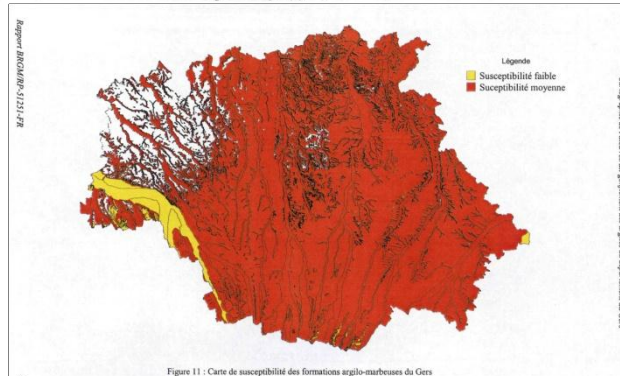 Rapport BRGM/RP-51251-FR
Légende
Susceptibilité faible
Suceptibilité moyenne
Figure 11 : Carte de susceptibilité des formations argilo-marbeuses du Gers